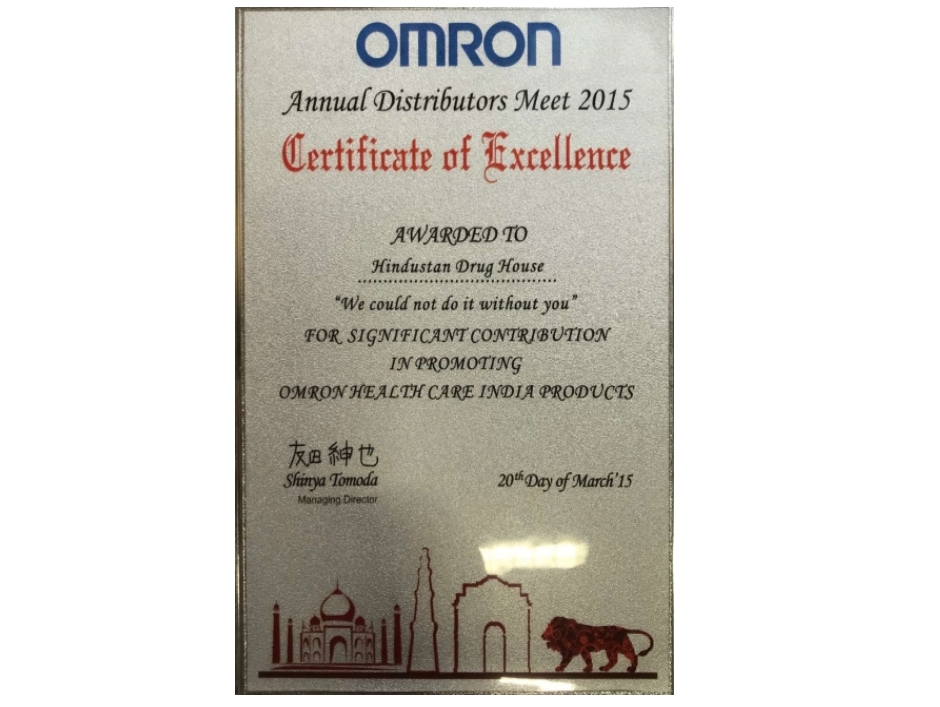 OMRON
Annual Distributors Meet 2015
Certificate of Excellence
AWARDED TO
Hindustan Drug House
"We could not do it without you"
FOR SIGNIFICANT CONTRIBUTION
IN PROMOTING
OMRON HEALTH CARE INDIA PRODUCTS
友田 紳也
Shinya Tomoda
Managing Director
20th Day of March'15